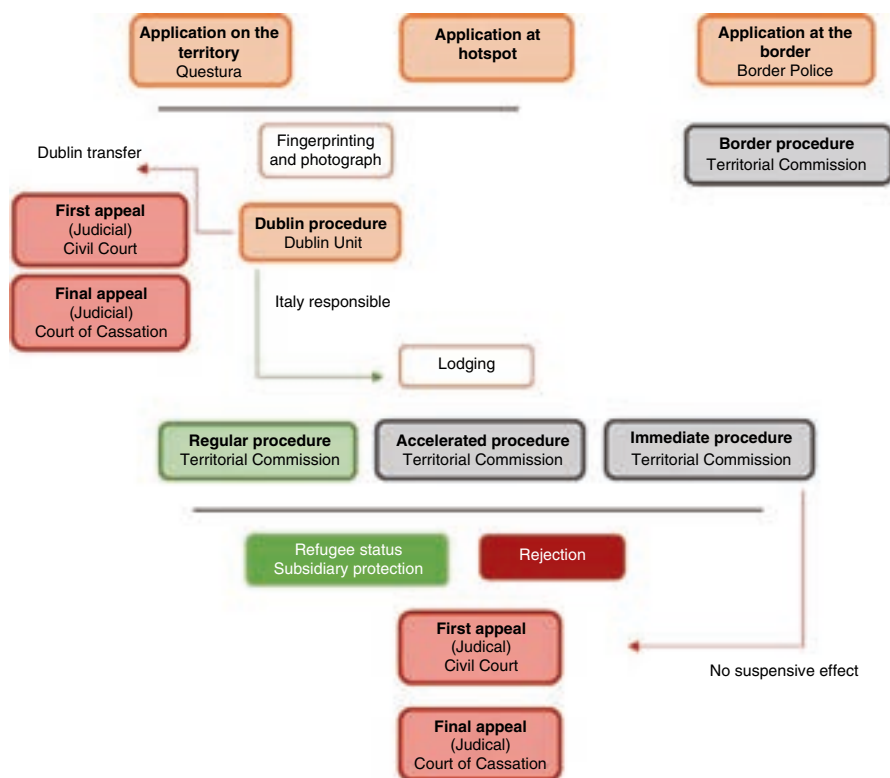 Application on the
territory
Questura
Application at
hotspot
Application at the
border
Border Police
Fingerprinting
and photograph
Border procedure
Territorial Commission
Dublin transfer
First appeal
(Judicial)
Civil Court
Dublin procedure
Dublin Unit
Final appeal
(Judicial)
Court of Cassation
Italy responsible
Lodging
Regular procedure
Territorial Commission
Accelerated procedure
Territorial Commission
Immediate procedure
Territorial Commission
Refugee status
Subsidiary protection
Rejection
First appeal
(Judical)
Civil Court
No suspensive effect
Final appeal
(Judical)
Court of Cassation